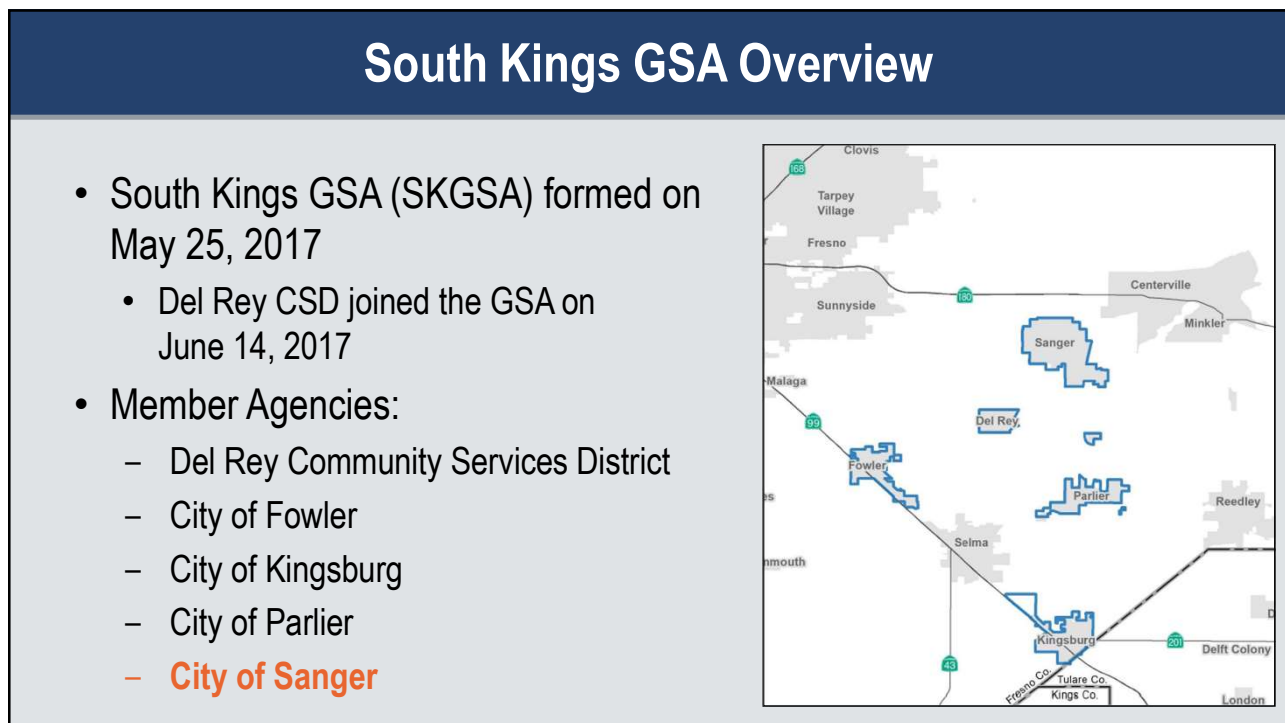 South Kings GSA Overview
• South Kings GSA (SKGSA) formed on
May 25, 2017
• Del Rey CSD joined the GSA on
June 14, 2017
• Member Agencies:
– Del Rey Community Services District
– City of Fowler
– City of Kingsburg
– City of Parlier
– City of Sanger
Clovis
168
Tarpey
Village
Fresno
Sunnyside
180
Centerville
Minkler
Sanger
Malaga
99
Del Rey
Fowler
Parlier
Reedley
Selma
nmouth
Kingsburg
201
Delft Colony
43
Fresno Co.
Tulare Co.
Kings Co.
London